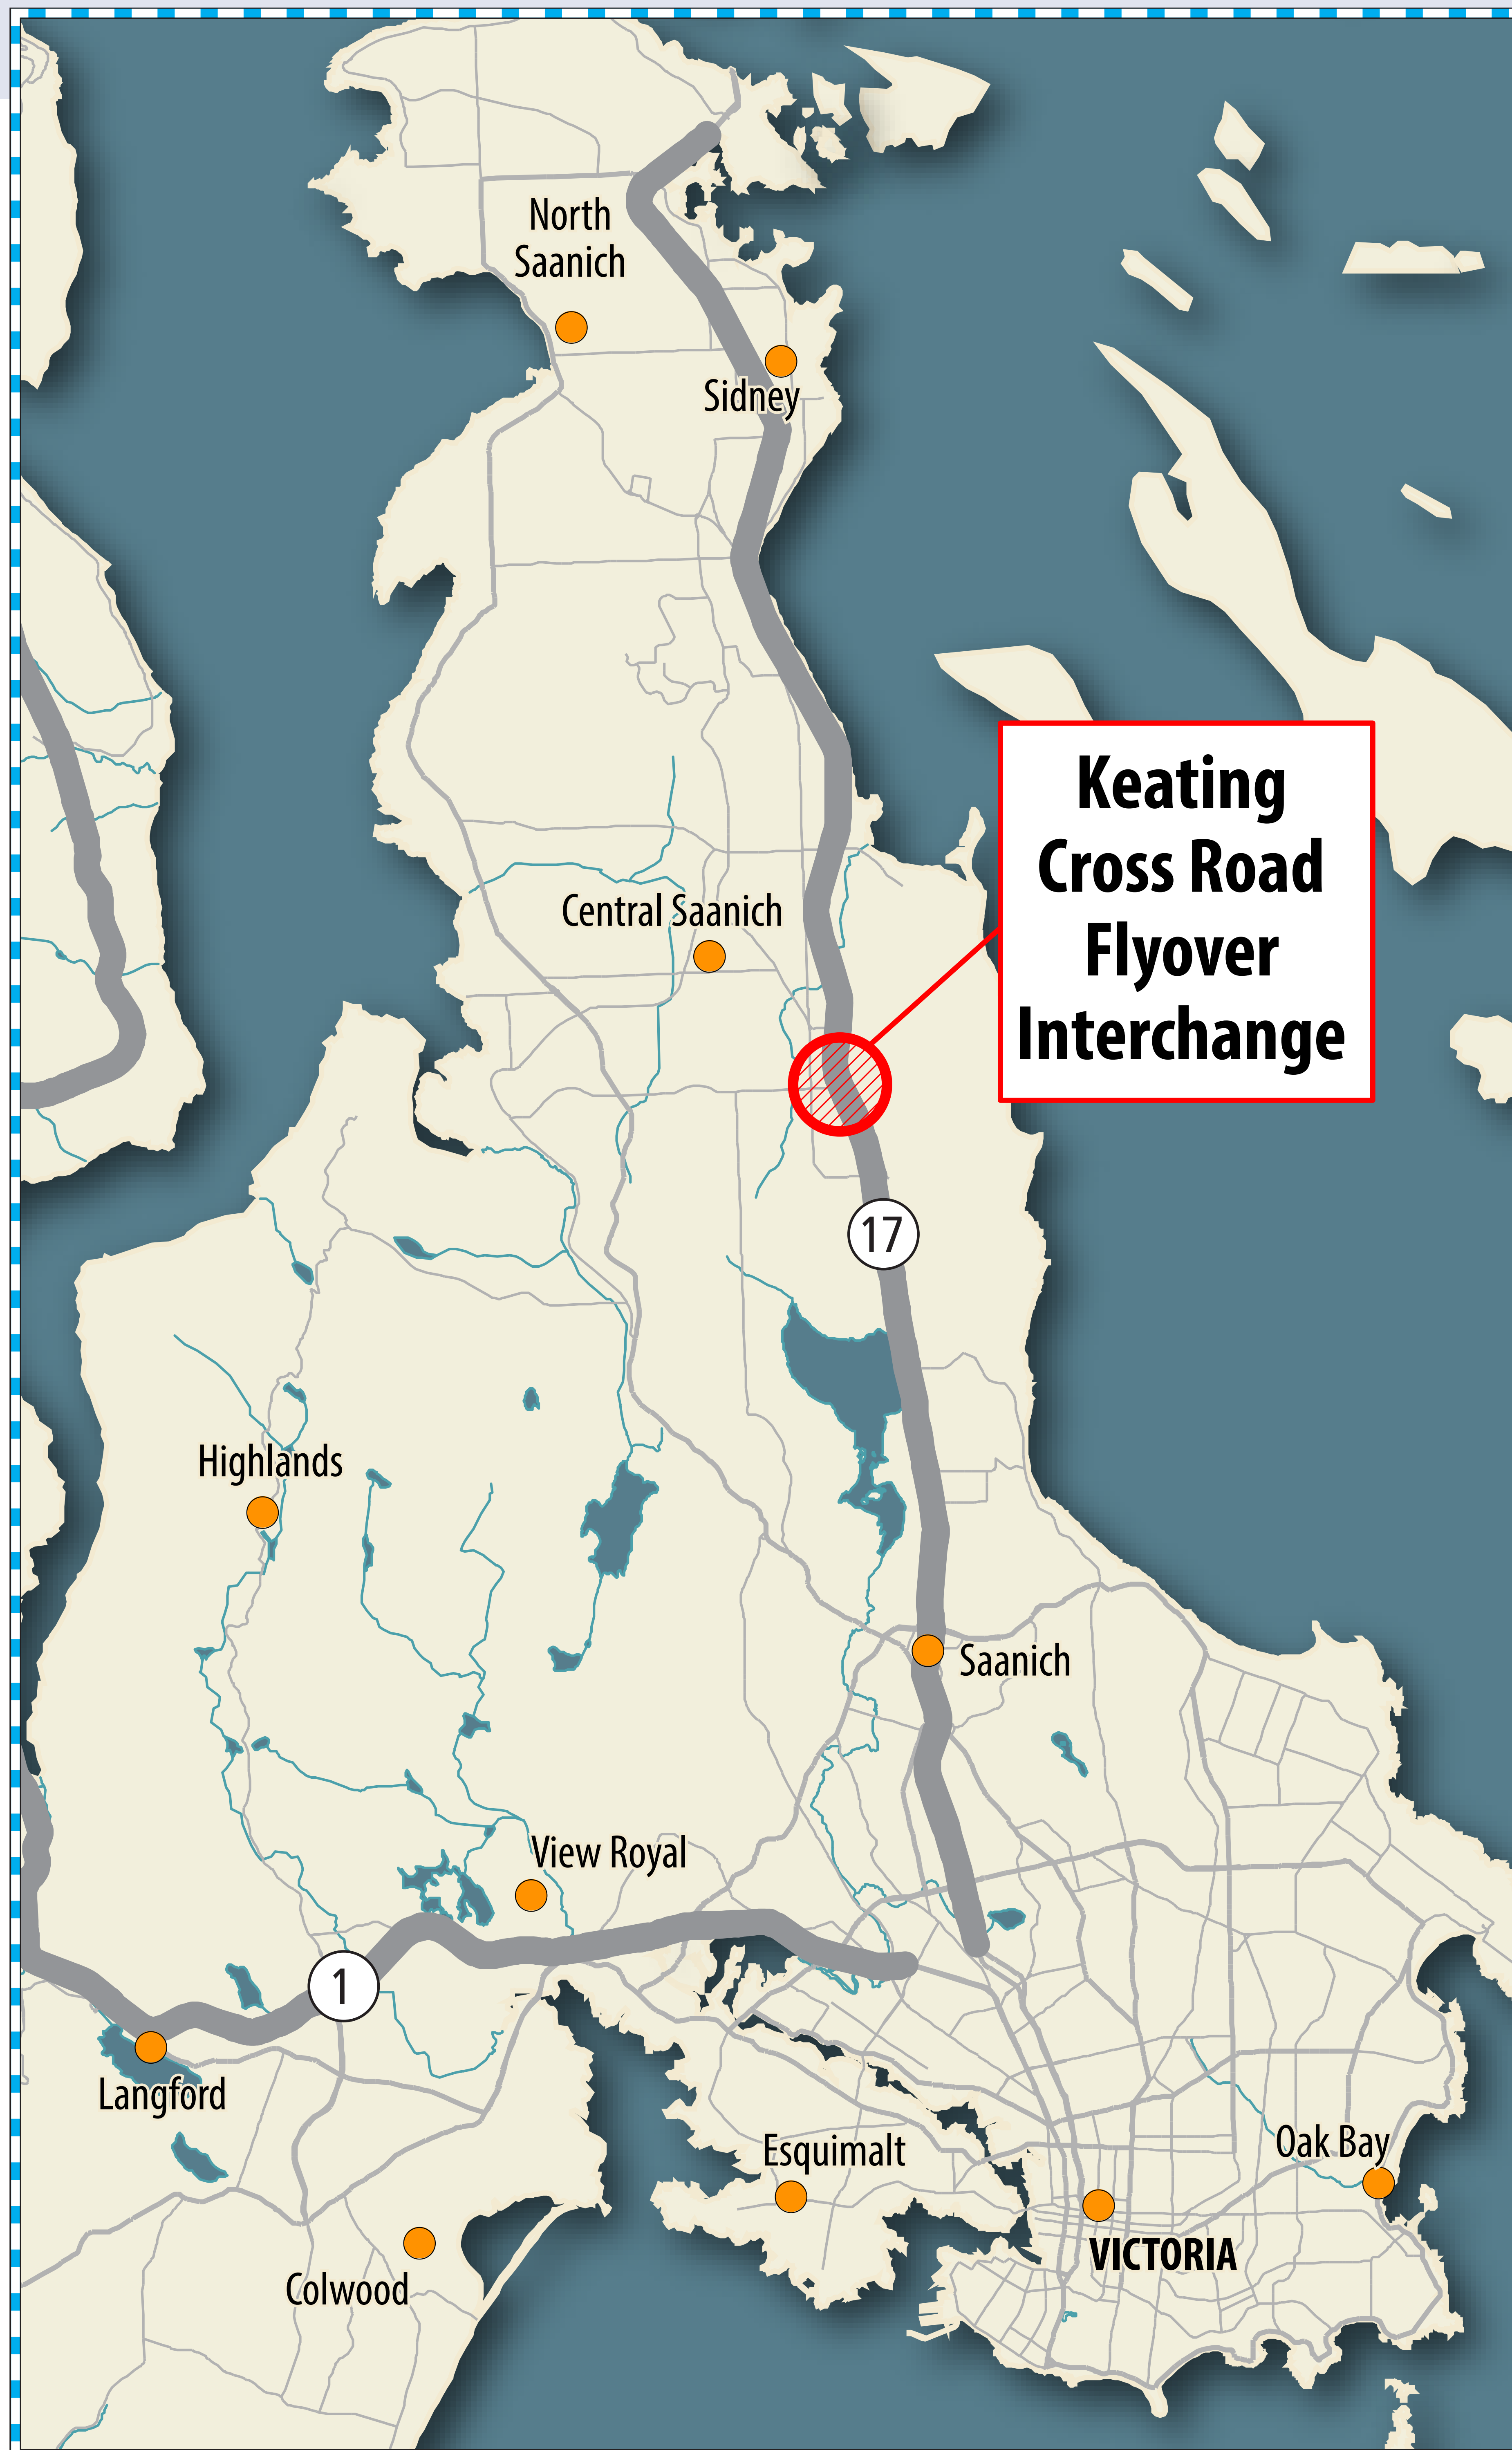 North
Saanich
Sidney
Keating
Cross Road
Flyover
Interchange
Central Saanich
17
Highlands
Saanich
View Royal
1
Langford
Esquimalt
Oak Bay
VICTORIA
Colwood